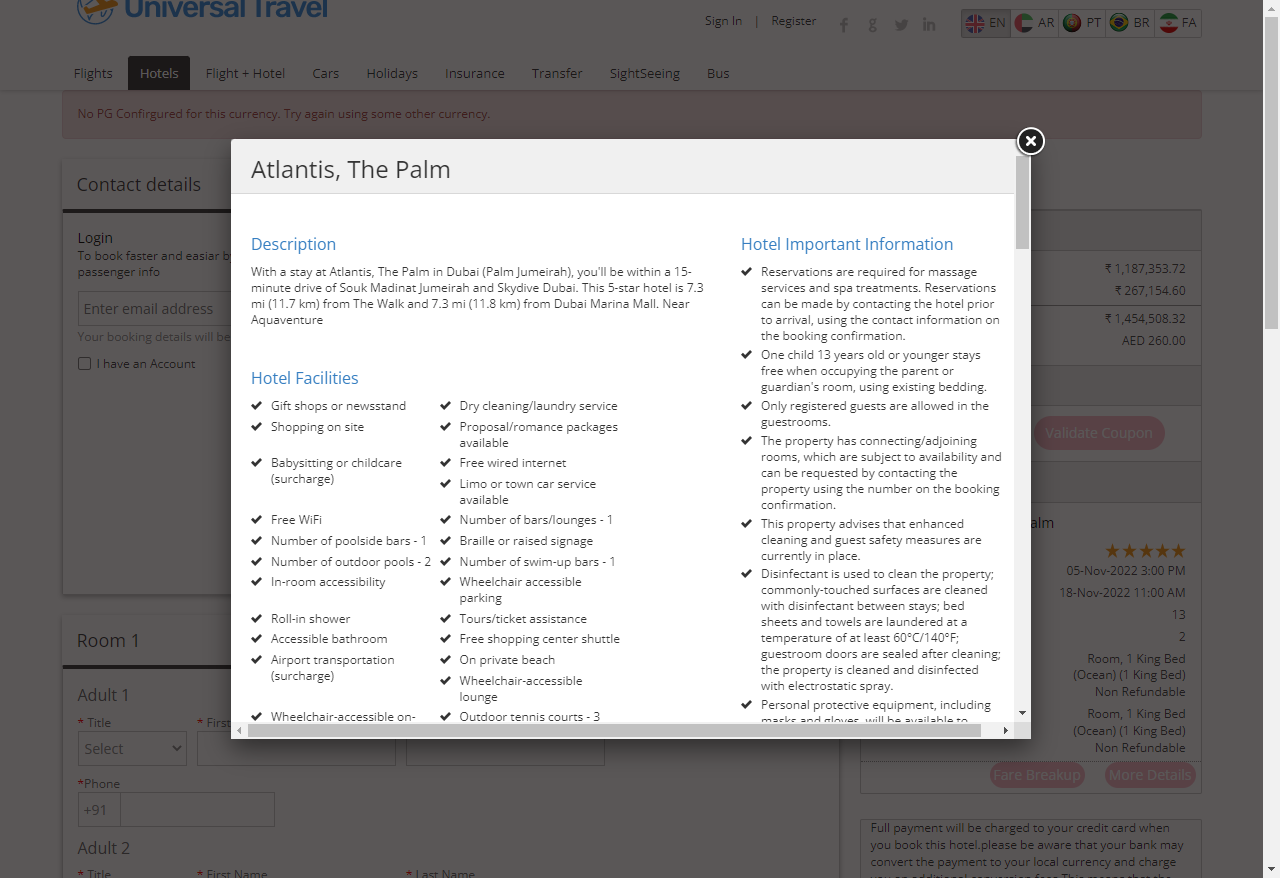 Universal Travel
Sign In | Register
EN AR PT BR FA
Flights Hotels Flight + Hotel Cars Holidays Insurance Transfer SightSeeing Bus
No PG Confirgured for this currency. Try again using some other currency.
Atlantis, The Palm
Description
With a stay at Atlantis, The Palm in Dubai (Palm Jumeirah), you'll be within a 15-
minute drive of Souk Madinat Jumeirah and Skydive Dubai. This 5-star hotel is 7.3
mi (11.7 km) from The Walk and 7.3 mi (11.8 km) from Dubai Marina Mall. Near
Aquaventure
Hotel Facilities
Gift shops or newsstand
Dry cleaning/laundry service
Shopping on site
Proposal/romance packages
available
Babysitting or childcare
(surcharge)
Free wired internet
Limo or town car service
available
Free WiFi
Number of bars/lounges - 1
Number of poolside bars - 1
Braille or raised signage
Number of outdoor pools - 2
Number of swim-up bars - 1
In-room accessibility
Wheelchair accessible
parking
Roll-in shower
Tours/ticket assistance
Accessible bathroom
Free shopping center shuttle
Airport transportation
(surcharge)
On private beach
Wheelchair-accessible
lounge
Wheelchair-accessible on-
Outdoor tennis courts - 3
Hotel Important Information
Reservations are required for massage
services and spa treatments. Reservations
can be made by contacting the hotel prior
to arrival, using the contact information on
the booking confirmation.
One child 13 years old or younger stays
free when occupying the parent or
guardian's room, using existing bedding.
Only registered guests are allowed in the
guestrooms.
The property has connecting/adjoining
rooms, which are subject to availability and
can be requested by contacting the
property using the number on the booking
confirmation.
This property advises that enhanced
cleaning and guest safety measures are
currently in place.
Disinfectant is used to clean the property;
commonly-touched surfaces are cleaned
with disinfectant between stays; bed
sheets and towels are laundered at a
temperature of at least 60°C/140°F;
guestroom doors are sealed after cleaning;
the property is cleaned and disinfected
with electrostatic spray.
Personal protective equipment, including
masks and gloves, will be available to
Contact details
Login
To book faster and easiar b
passenger info
Enter email address
Your booking details will be
I have an Account
Room 1
Adult 1
* Title
* First
Select
*Phone
+91
Adult 2
* Title
* First Name
* Last Name
₹ 1,187,353.72
₹ 267,154.60
₹ 1,454,508.32
AED 260.00
Validate Coupon
alm
05-Nov-2022 3:00 PM
18-Nov-2022 11:00 AM
13
2
Room, 1 King Bed
(Ocean) (1 King Bed)
Non Refundable
Room, 1 King Bed
(Ocean) (1 King Bed)
Non Refundable
Fare Breakup
More Details
Full payment will be charged to your credit card when
you book this hotel.please be aware that your bank may
convert the payment to your local currency and charge